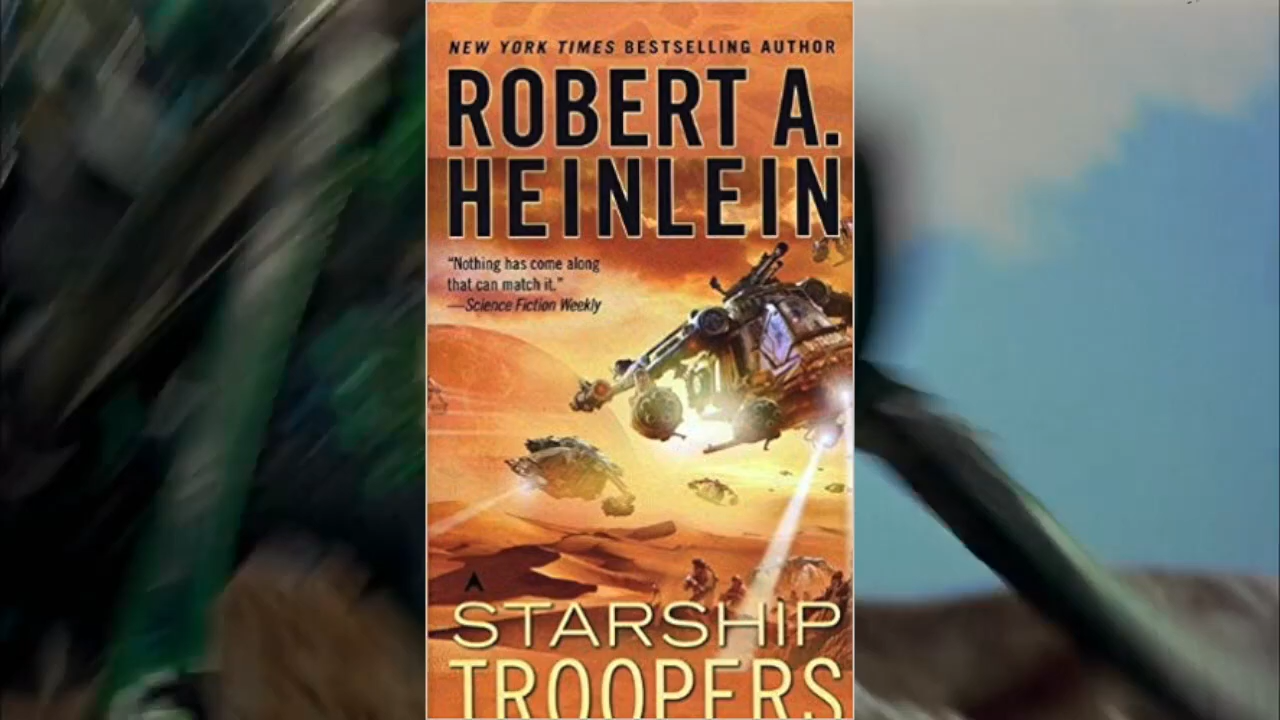 NEW YORK TIMES BESTSELLING AUTHOR
ROBERT A.
HEINLEIN
“Nothing has come along
that can match it.”
—Science Fiction Weekly
STARSHIP
TROOPERS